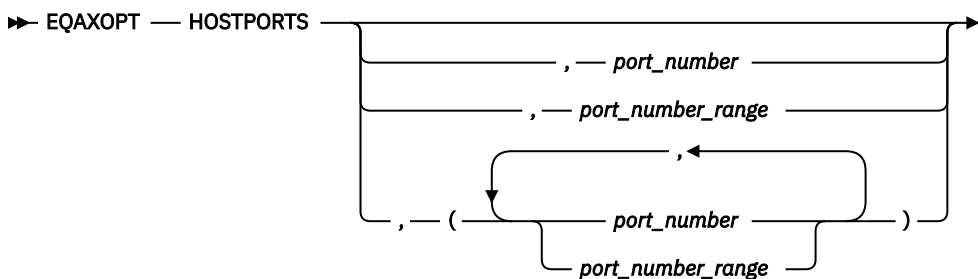 EQAXOPT HOSTPORTS
, port_number
, port_number_range
,
, ( port_number )
port_number_range